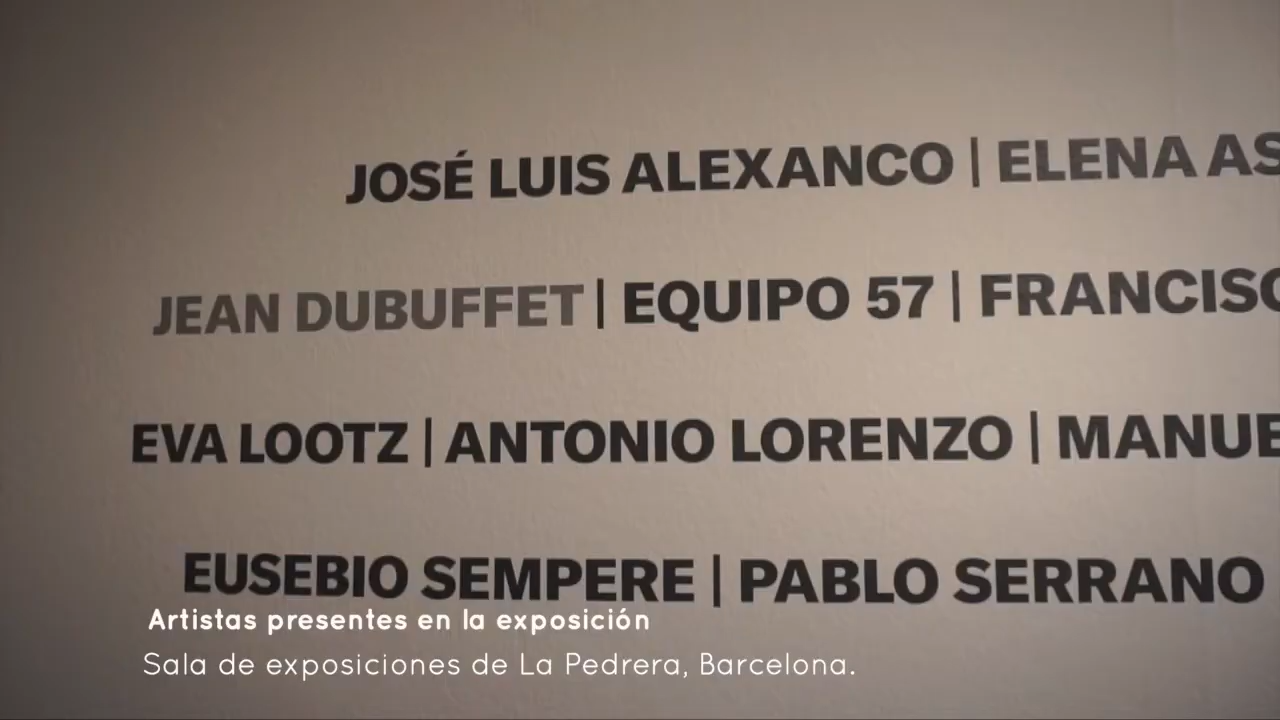 JOSÉ LUIS ALEXANCO | ELENA AS
JEAN DUBUFFET | EQUIPO 57 | FRANCISC
EVA LOOTZ | ANTONIO LORENZO | MANUE
EUSEBIO SEMPERE | PABLO SERRANO
Artistas presentes en la exposición
Sala de exposiciones de La Pedrera, Barcelona.